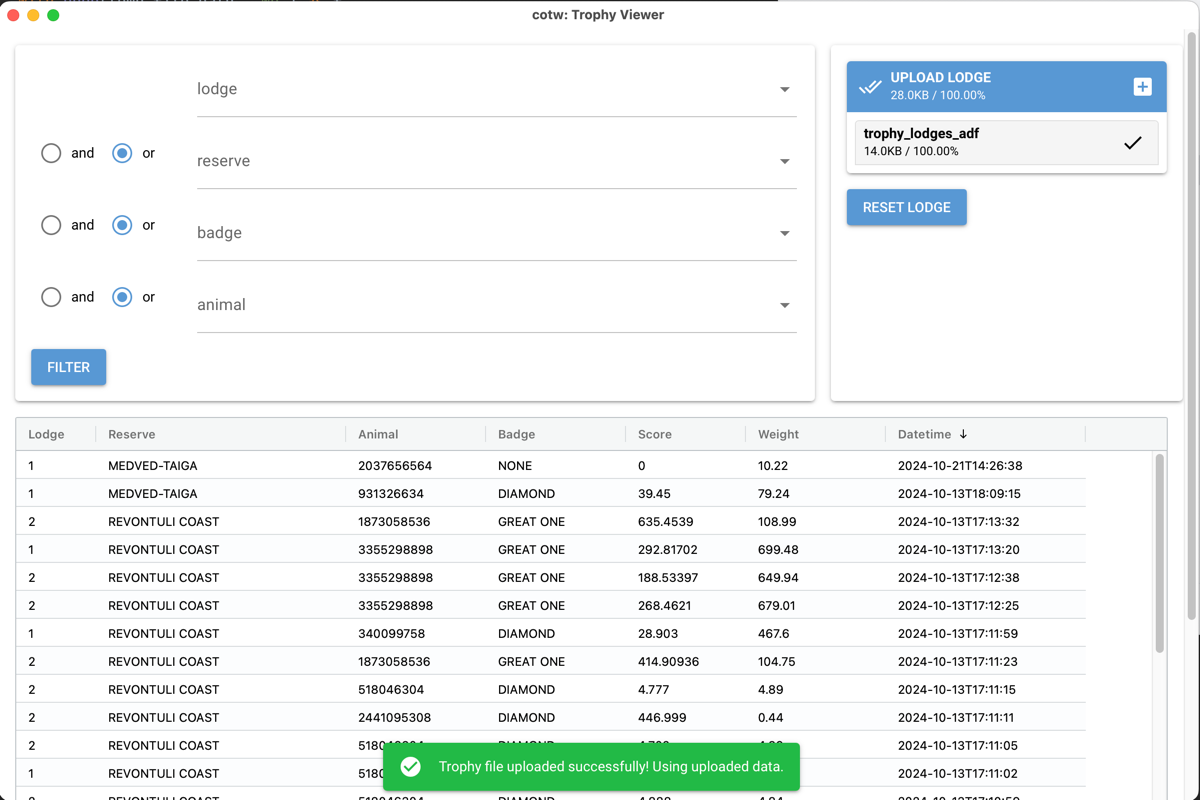 cotw: Trophy Viewer
lodge
and or reserve
and or badge
and or animal
FILTER
UPLOAD LODGE
28.0KB / 100.00%
trophy_lodges_adf
14.0KB / 100.00%
RESET LODGE
Lodge Reserve Animal Badge Score Weight Datetime
1 MEDVED-TAIGA 2037656564 NONE 0 10.22 2024-10-21T14:26:38
1 MEDVED-TAIGA 931326634 DIAMOND 39.45 79.24 2024-10-13T18:09:15
2 REVONTULI COAST 1873058536 GREAT ONE 635.4539 108.99 2024-10-13T17:13:32
1 REVONTULI COAST 3355298898 GREAT ONE 292.81702 699.48 2024-10-13T17:13:20
2 REVONTULI COAST 3355298898 GREAT ONE 188.53397 649.94 2024-10-13T17:12:38
2 REVONTULI COAST 3355298898 GREAT ONE 268.4621 679.01 2024-10-13T17:12:25
1 REVONTULI COAST 340099758 DIAMOND 28.903 467.6 2024-10-13T17:11:59
2 REVONTULI COAST 1873058536 GREAT ONE 414.90936 104.75 2024-10-13T17:11:23
2 REVONTULI COAST 518046304 DIAMOND 4.777 4.89 2024-10-13T17:11:15
2 REVONTULI COAST 2441095308 DIAMOND 446.999 0.44 2024-10-13T17:11:11
2 REVONTULI COAST 2024-10-13T17:11:05
1 REVONTULI COAST 2024-10-13T17:11:02
Trophy file uploaded successfully! Using uploaded data.